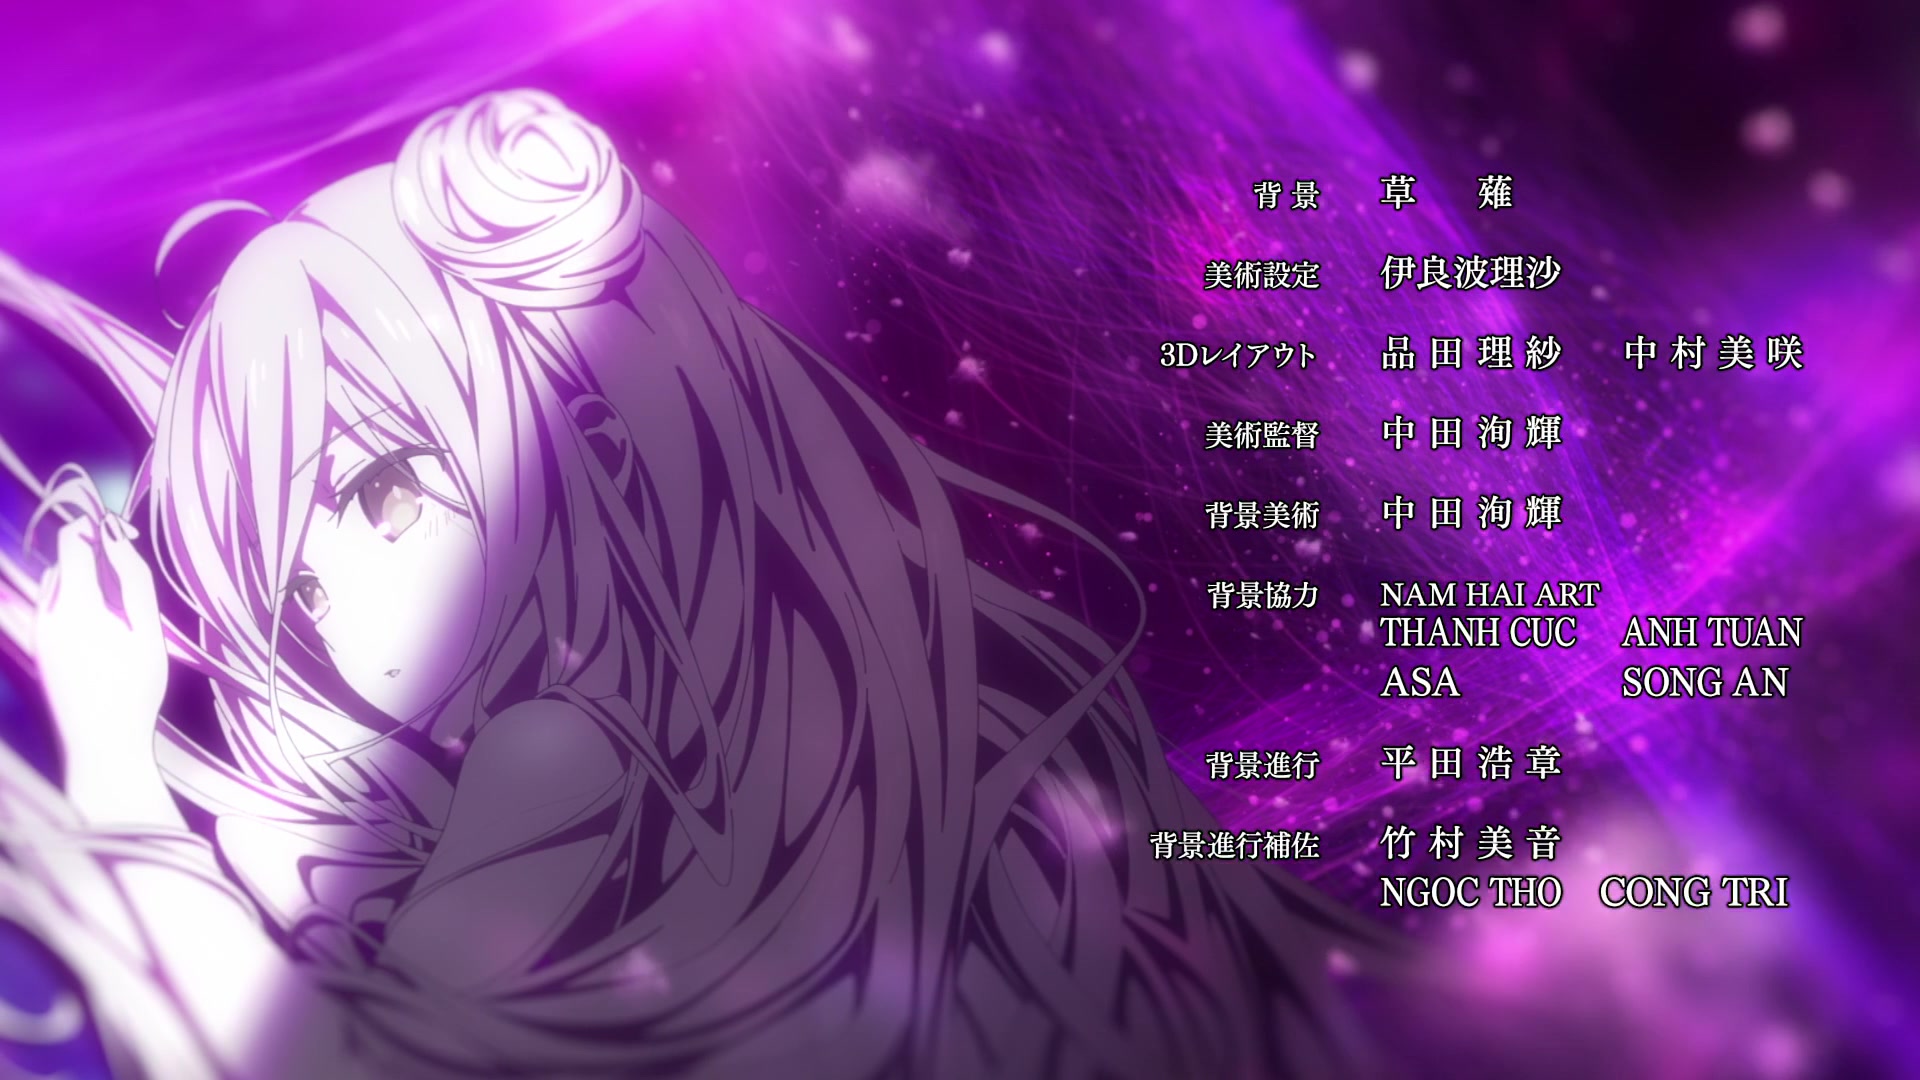 背景 草薙
美術設定 伊良波理沙
3Dレイアウト 品田理紗 中村美咲
美術監督 中田洵輝
背景美術 中田洵輝
背景協力 NAM HAI ART
THANH CUC ANH TUAN
ASA SONG AN
背景進行 平田浩章
背景進行補佐 竹村美音
NGOC THO CONG TRI